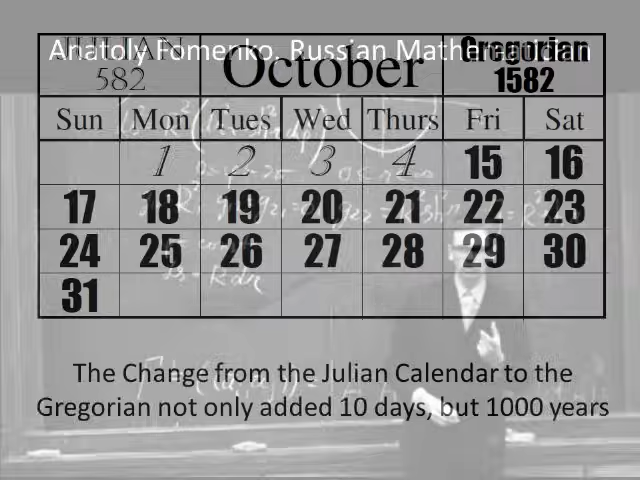 Anatoly Fomenko, Russian Mathematician
JULIAN
582
October
Gregorian
1582
Sun Mon Tues Wed Thurs Fri Sat
1 2 3 4 15 16
17 18 19 20 21 22 23
24 25 26 27 28 29 30
31
The Change from the Julian Calendar to the
Gregorian not only added 10 days, but 1000 years